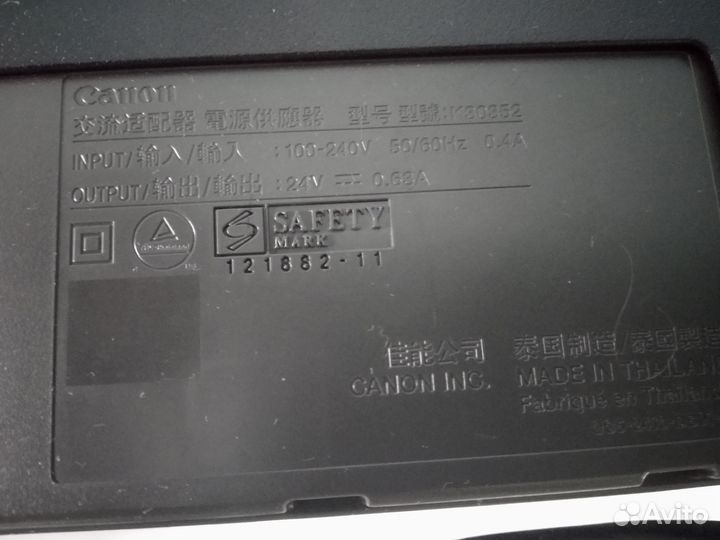 Canon
交流适配器 電源供應器 型号 型號:K30352
INPUT/输入/輸入 :100-240V 50/60Hz 0.4A
OUTPUT/输出/輸出 :24V ⎓ 0.68A
SAFETY
MARK
121882-11
佳能公司 泰国制造/泰国製造
CANON INC. MADE IN THAILAND
Fabriqué en Thaïlande
Avito